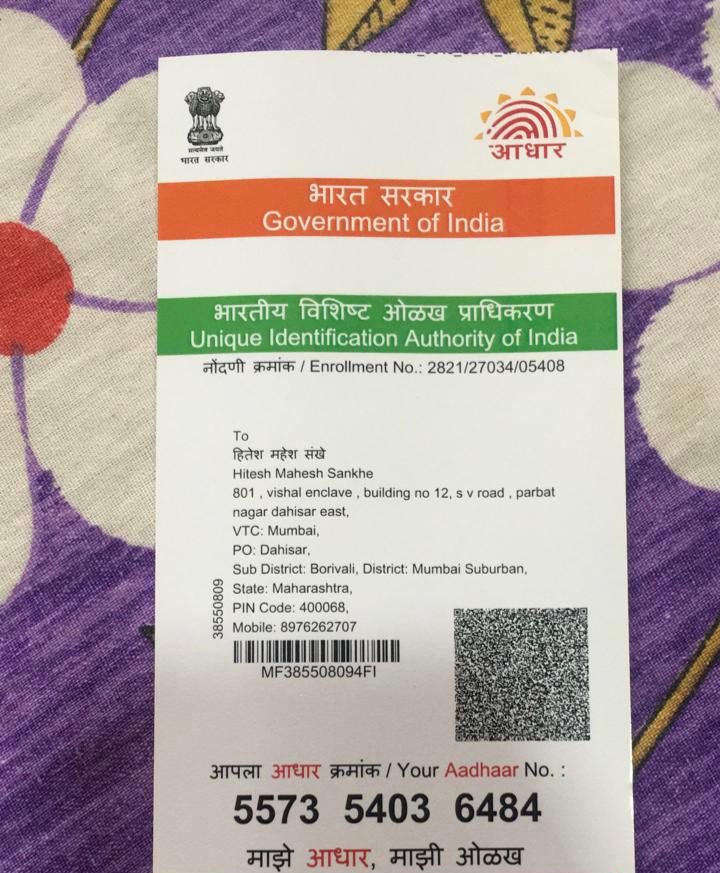 सत्यमेव जयते
भारत सरकार
आधार
भारत सरकार
Government of India
भारतीय विशिष्ट ओळख प्राधिकरण
Unique Identification Authority of India
नोंदणी क्रमांक / Enrollment No.: 2821/27034/05408
To
हितेश महेश संखे
Hitesh Mahesh Sankhe
801 , vishal enclave , building no 12, s v road , parbat
nagar dahisar east,
VTC: Mumbai,
PO: Dahisar,
Sub District: Borivali, District: Mumbai Suburban,
State: Maharashtra,
PIN Code: 400068,
Mobile: 8976262707
38550809
MF385508094FI
आपला आधार क्रमांक / Your Aadhaar No. :
5573 5403 6484
माझे आधार, माझी ओळख